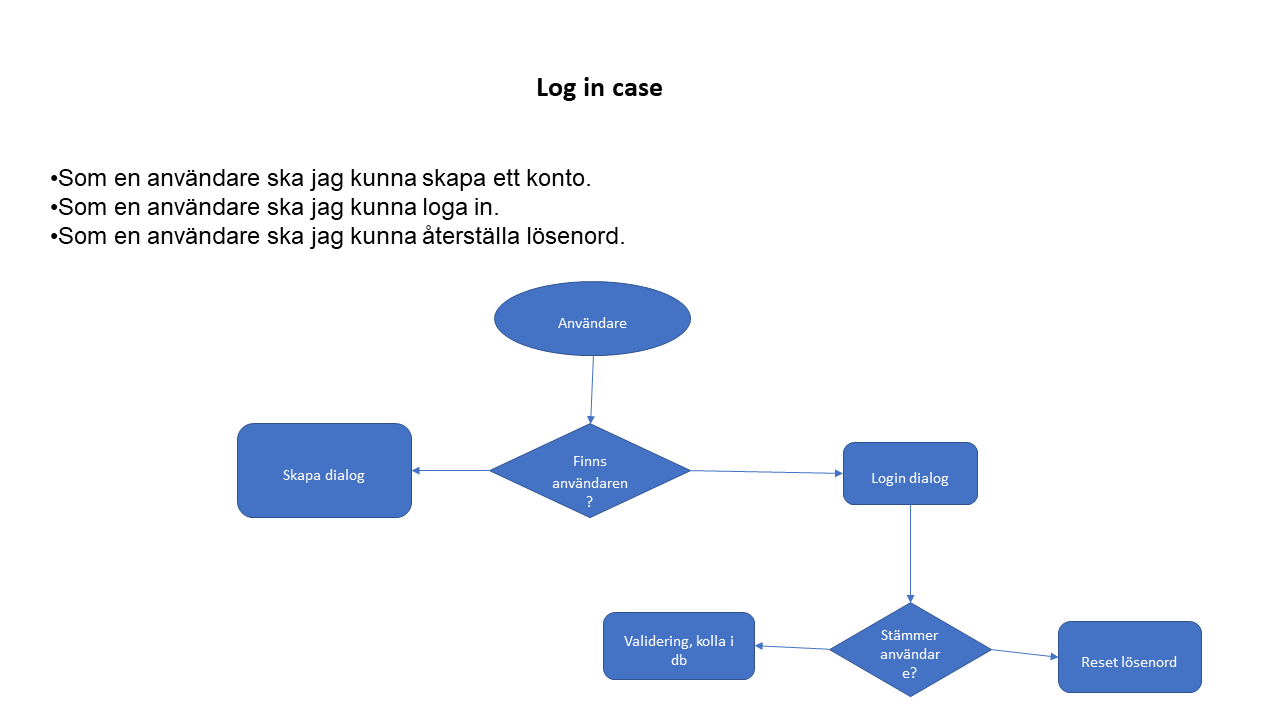 Log in case
•Som en användare ska jag kunna skapa ett konto.
•Som en användare ska jag kunna loga in.
•Som en användare ska jag kunna återställa lösenord.
Användare
Skapa dialog
Finns
användaren
?
Login dialog
Validering, kolla i
db
Stämmer
användar
e?
Reset lösenord